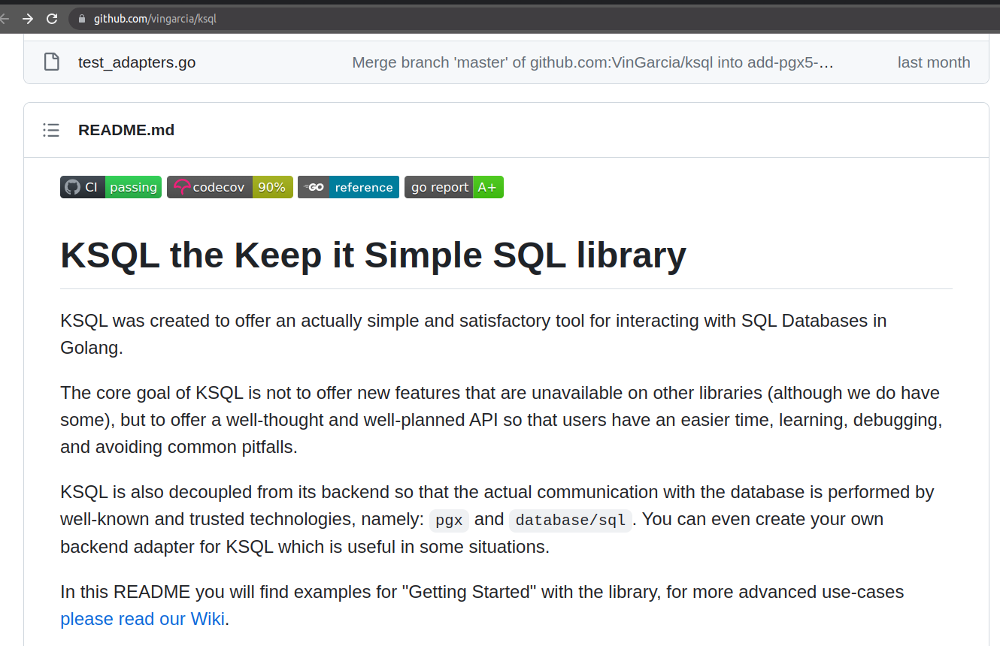 github.com/vingarcia/ksql
test_adapters.go Merge branch 'master' of github.com:VinGarcia/ksql into add-pgx5-… last month
README.md
CI passing codecov 90% GO reference go report A+
KSQL the Keep it Simple SQL library
KSQL was created to offer an actually simple and satisfactory tool for interacting with SQL Databases in
Golang.
The core goal of KSQL is not to offer new features that are unavailable on other libraries (although we do have
some), but to offer a well-thought and well-planned API so that users have an easier time, learning, debugging,
and avoiding common pitfalls.
KSQL is also decoupled from its backend so that the actual communication with the database is performed by
well-known and trusted technologies, namely: pgx and database/sql. You can even create your own
backend adapter for KSQL which is useful in some situations.
In this README you will find examples for "Getting Started" with the library, for more advanced use-cases
please read our Wiki.